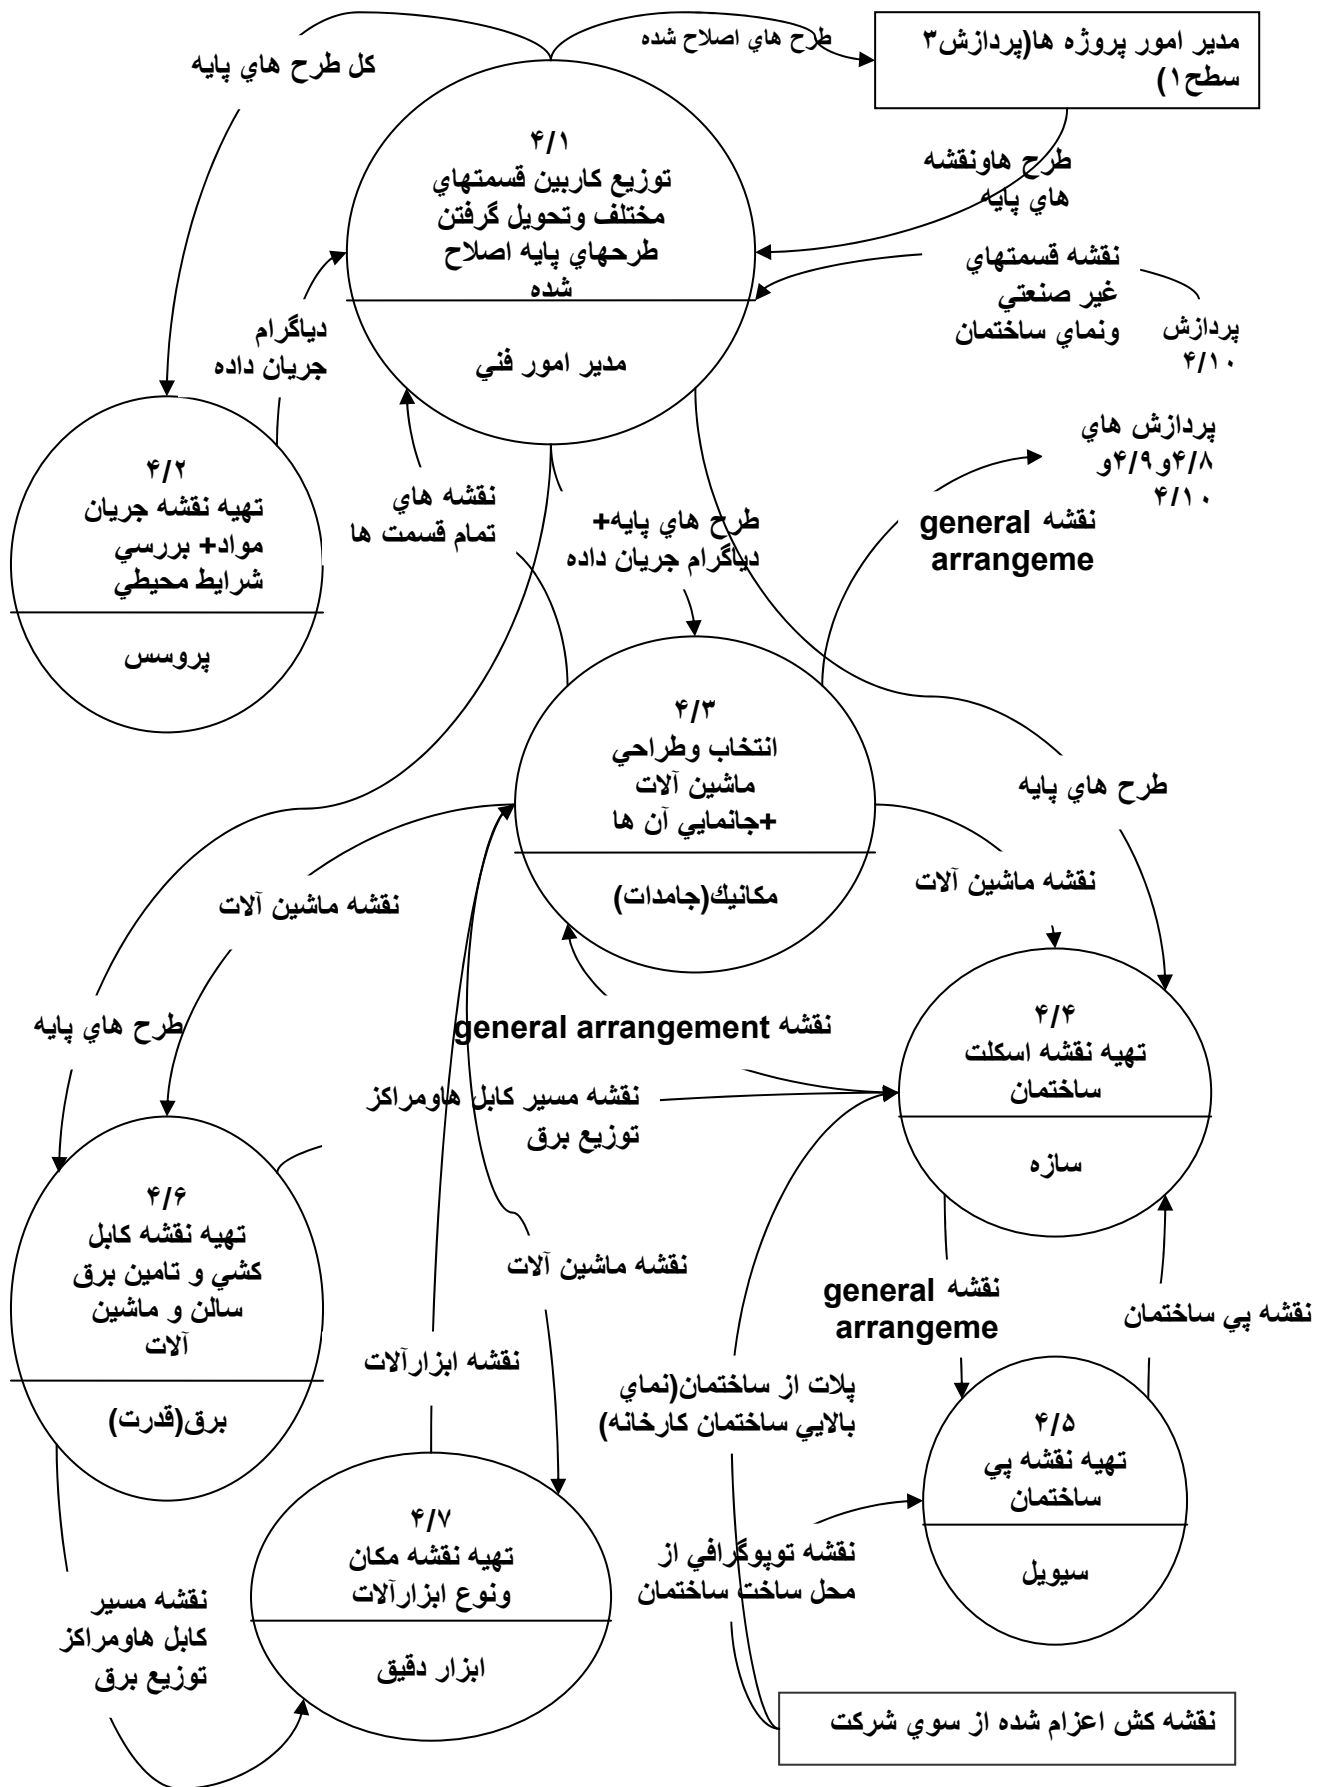 مدير امور پروژه ها(پردازش۳
سطح۱)
طرح هاي اصلاح شده
كل طرح هاي پايه
۴/۱
توزيع كاربين قسمتهاي
مختلف وتحويل گرفتن
طرحهاي پايه اصلاح
شده
مدير امور فني
طرح هاونقشه
هاي پايه
نقشه قسمتهاي
غير صنعتي
ونماي ساختمان
پردازش
۴/۱۰
دياگرام
جريان داده
پردازش هاي
۴/۸و۴/۹و
۴/۱۰
۴/۲
تهيه نقشه جريان
مواد+ بررسي
شرايط محيطي
پروسس
نقشه هاي
تمام قسمت ها
طرح هاي پايه+
دياگرام جريان داده
نقشه general
arrangeme
۴/۳
انتخاب وطراحي
ماشين آلات
+جانمايي آن ها
مكانيك(جامدات)
طرح هاي پايه
نقشه ماشين آلات
نقشه ماشين آلات
طرح هاي پايه
نقشه general arrangement
۴/۴
تهيه نقشه اسكلت
ساختمان
سازه
نقشه مسير كابل هاومراكز
توزيع برق
۴/۶
تهيه نقشه كابل
كشي و تامين برق
سالن و ماشين
آلات
برق(قدرت)
نقشه ماشين آلات
نقشه general
arrangeme
نقشه پي ساختمان
نقشه ابزارآلات
پلات از ساختمان(نماي
بالايي ساختمان كارخانه)
۴/۵
تهيه نقشه پي
ساختمان
سيويل
۴/۷
تهيه نقشه مكان
ونوع ابزارآلات
ابزار دقيق
نقشه توپوگرافي از
محل ساخت ساختمان
نقشه مسير
كابل هاومراكز
توزيع برق
نقشه كش اعزام شده از سوي شركت